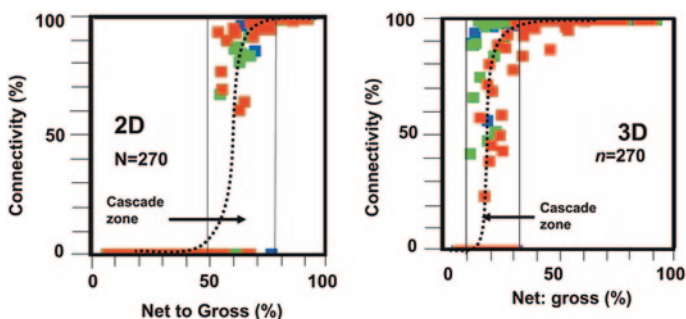 100
50
0
Connectivity (%)
2D
N=270
Cascade
zone
0
50
100
Net to Gross (%)
100
50
0
Connectivity (%)
3D
n=270
Cascade
zone
0
50
100
Net: gross (%)